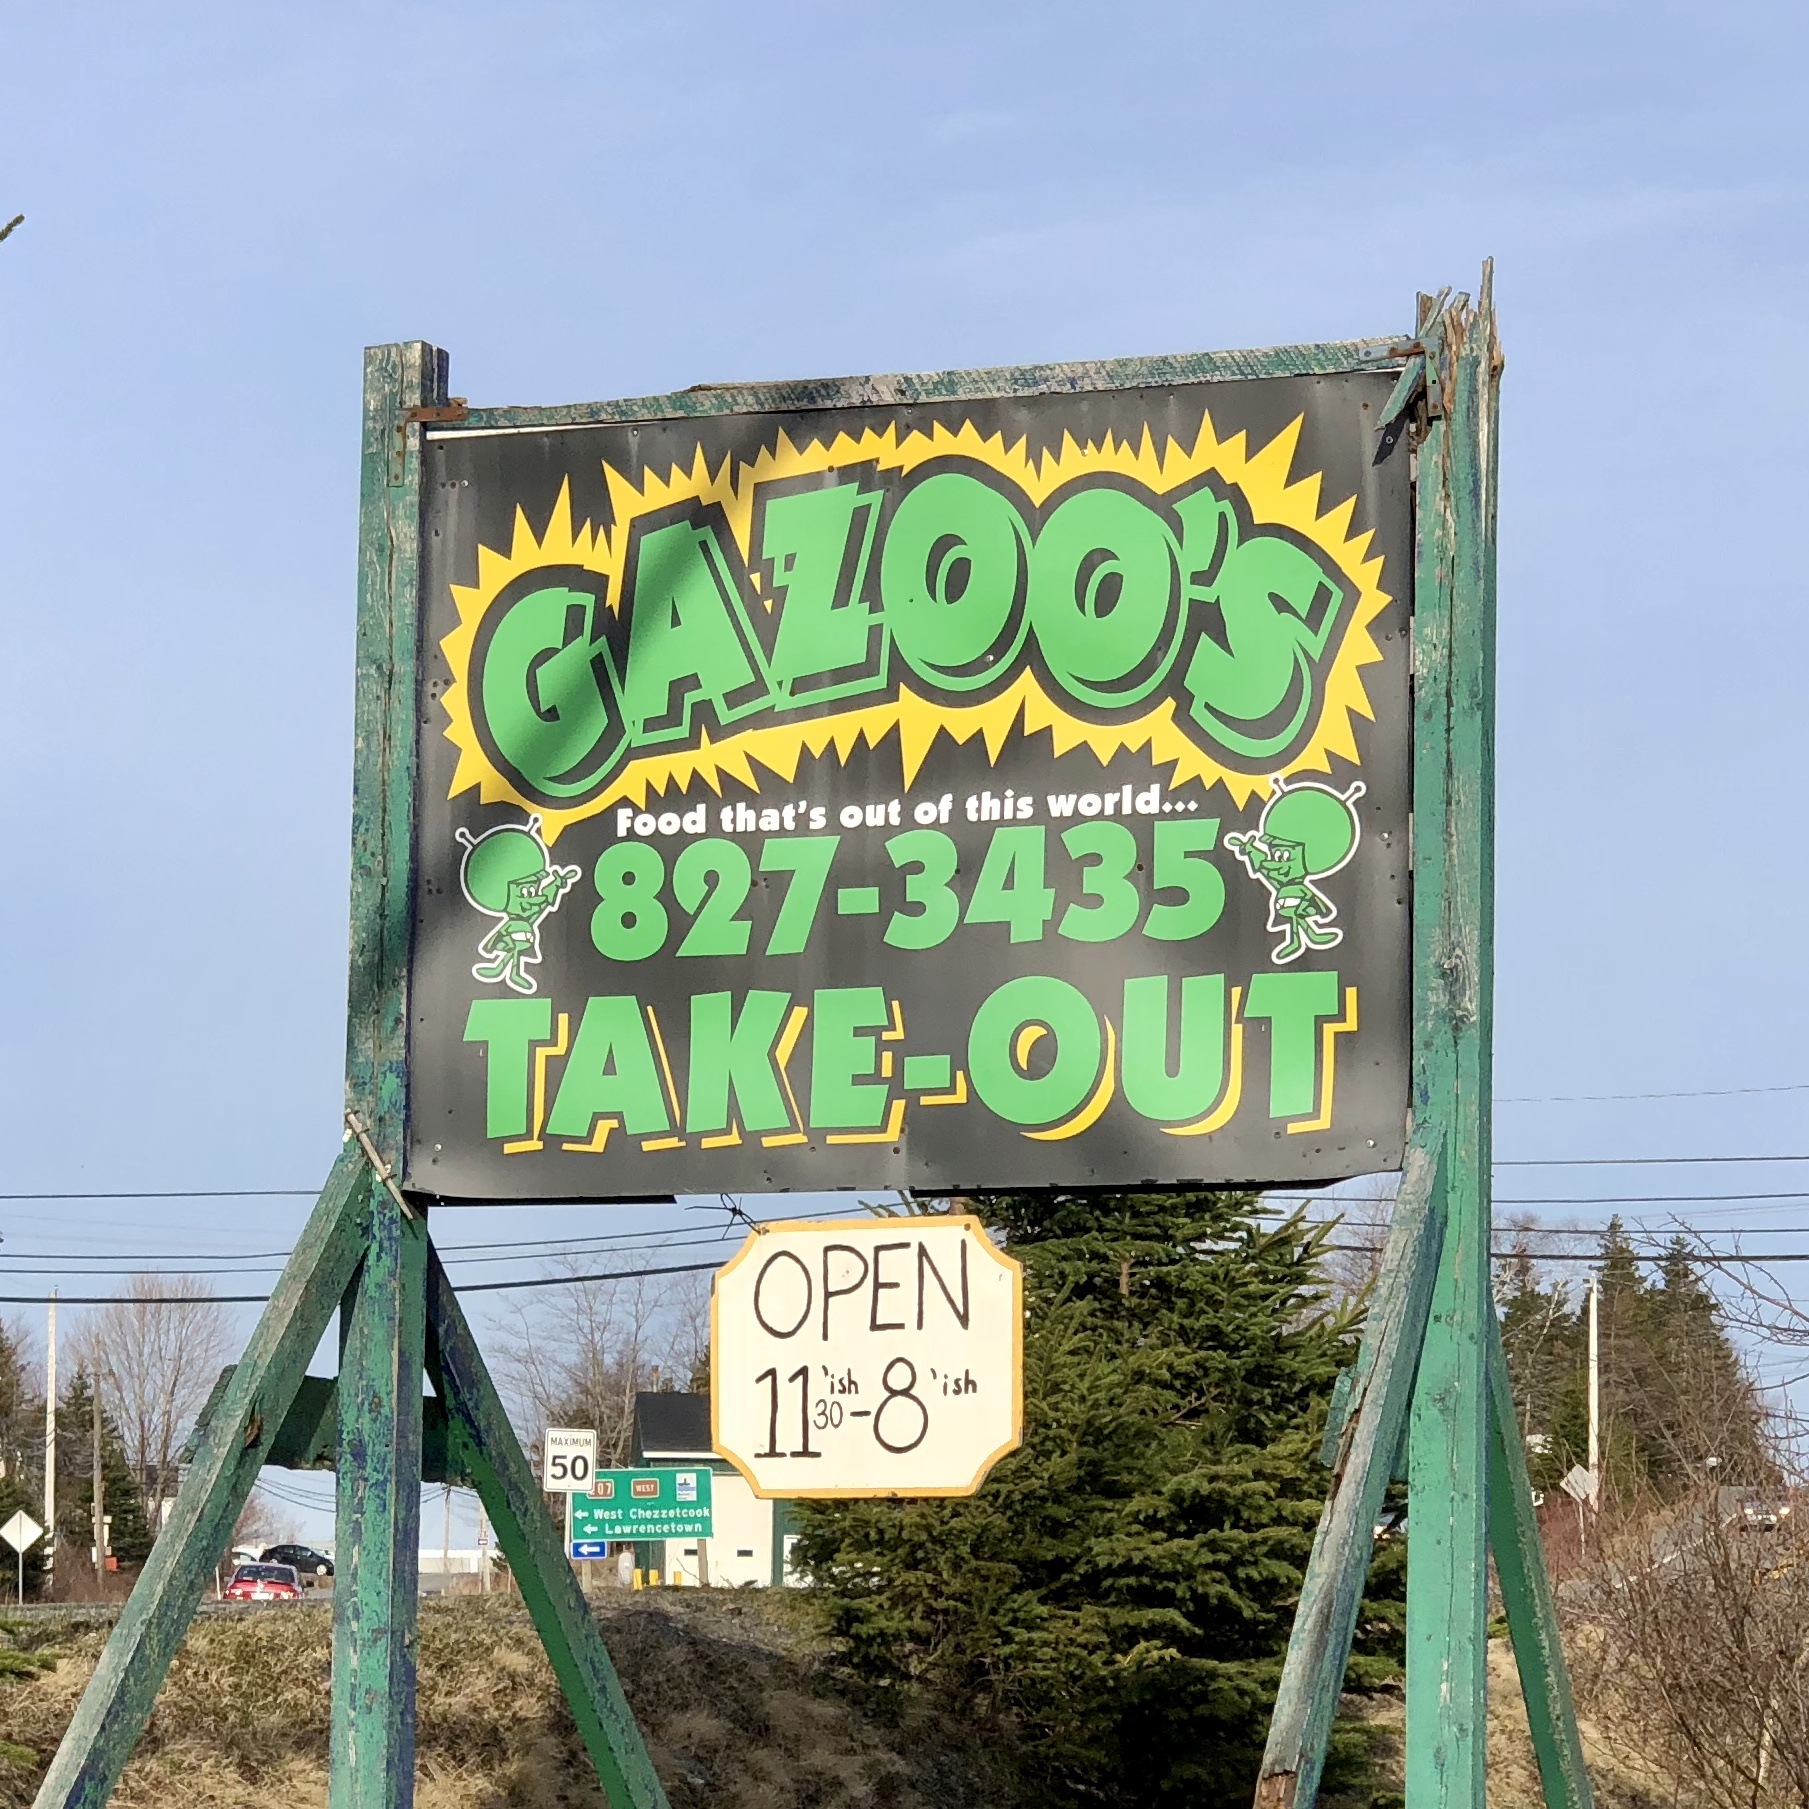 GAZOO'S
Food that's out of this world...
827-3435
TAKE-OUT
OPEN
11 30 'ish - 8 'ish
MAXIMUM
50
07 WEST
← West Chezzetcook
← Lawrencetown
←